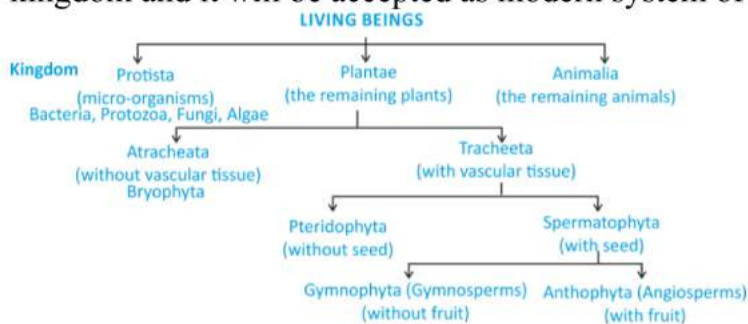 kingdom and it will be accepted as modern system of
LIVING BEINGS
Kingdom Protista Plantae Animalia
(micro-organisms) (the remaining plants) (the remaining animals)
Bacteria, Protozoa, Fungi, Algae
Atracheata Tracheeta
(without vascular tissue) (with vascular tissue)
Bryophyta
Pteridophyta Spermatophyta
(without seed) (with seed)
Gymnophyta (Gymnosperms) Anthophyta (Angiosperms)
(without fruit) (with fruit)